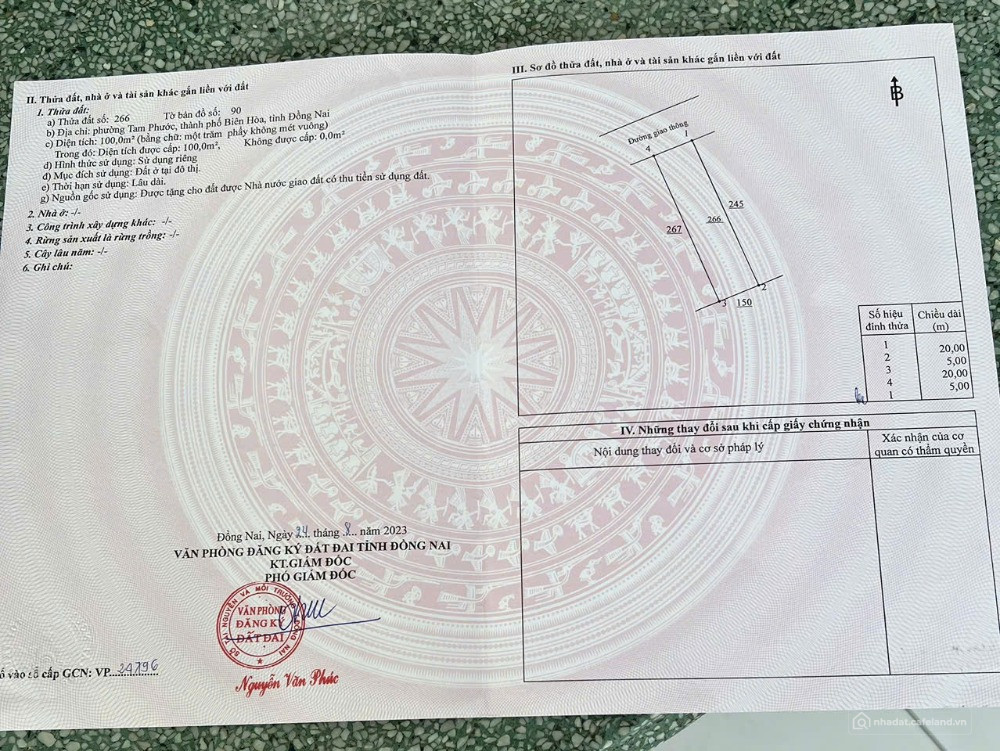 II. Thửa đất, nhà ở và tài sản khác gắn liền với đất
1. Thửa đất:
a) Thửa đất số: 266 Tờ bản đồ số: 90
b) Địa chỉ: phường Tam Phước, thành phố Biên Hòa, tỉnh Đồng Nai
c) Diện tích: 100,0m² (bằng chữ: một trăm phẩy không mét vuông)
Trong đó: Diện tích được cấp: 100,0m², Không được cấp: 0,0m²
d) Hình thức sử dụng: Sử dụng riêng
đ) Mục đích sử dụng: Đất ở tại đô thị.
e) Thời hạn sử dụng: Lâu dài.
g) Nguồn gốc sử dụng: Được tặng cho đất được Nhà nước giao đất có thu tiền sử dụng đất.
2. Nhà ở: -/-
3. Công trình xây dựng khác: -/-
4. Rừng sản xuất là rừng trồng: -/-
5. Cây lâu năm: -/-
6. Ghi chú:
Đồng Nai, Ngày 24 tháng 8 năm 2023
VĂN PHÒNG ĐĂNG KÝ ĐẤT ĐAI TỈNH ĐỒNG NAI
KT.GIÁM ĐỐC
PHÓ GIÁM ĐỐC
SỞ TÀI NGUYÊN VÀ MÔI TRƯỜNG ĐỒNG NAI
VĂN PHÒNG
ĐĂNG KÝ
ĐẤT ĐAI
Nguyễn Văn Phúc
ố vào sổ cấp GCN: VP 24796
III. Sơ đồ thửa đất, nhà ở và tài sản khác gắn liền với đất
B
Đường giao thông
4 1
245
266
267
3 150 2
Số hiệu đỉnh thửa Chiều dài (m)
1
20,00
2
5,00
3
20,00
4
5,00
1
IV. Những thay đổi sau khi cấp giấy chứng nhận
Nội dung thay đổi và cơ sở pháp lý
Xác nhận của cơ
quan có thẩm quyền
nhadat.cafeland.vn